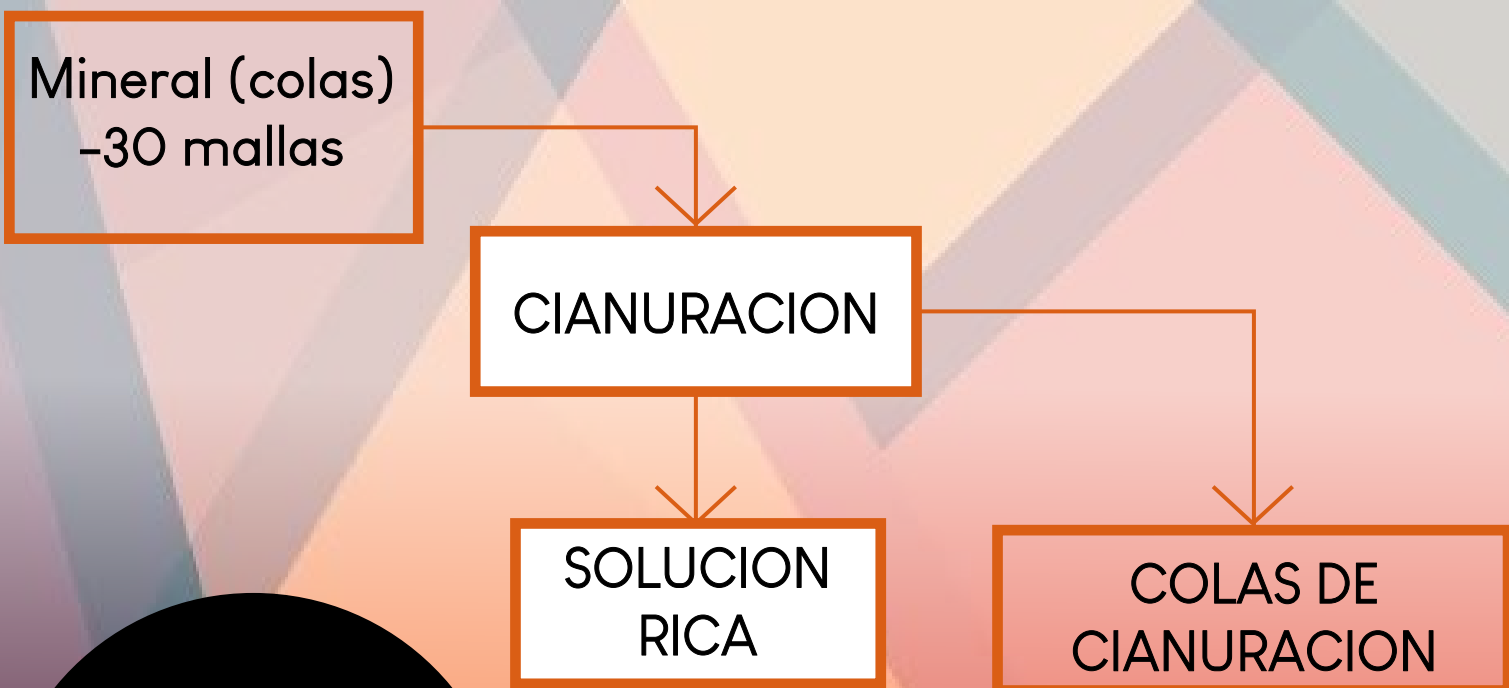 Mineral (colas)
-30 mallas
CIANURACION
SOLUCION
RICA
COLAS DE
CIANURACION